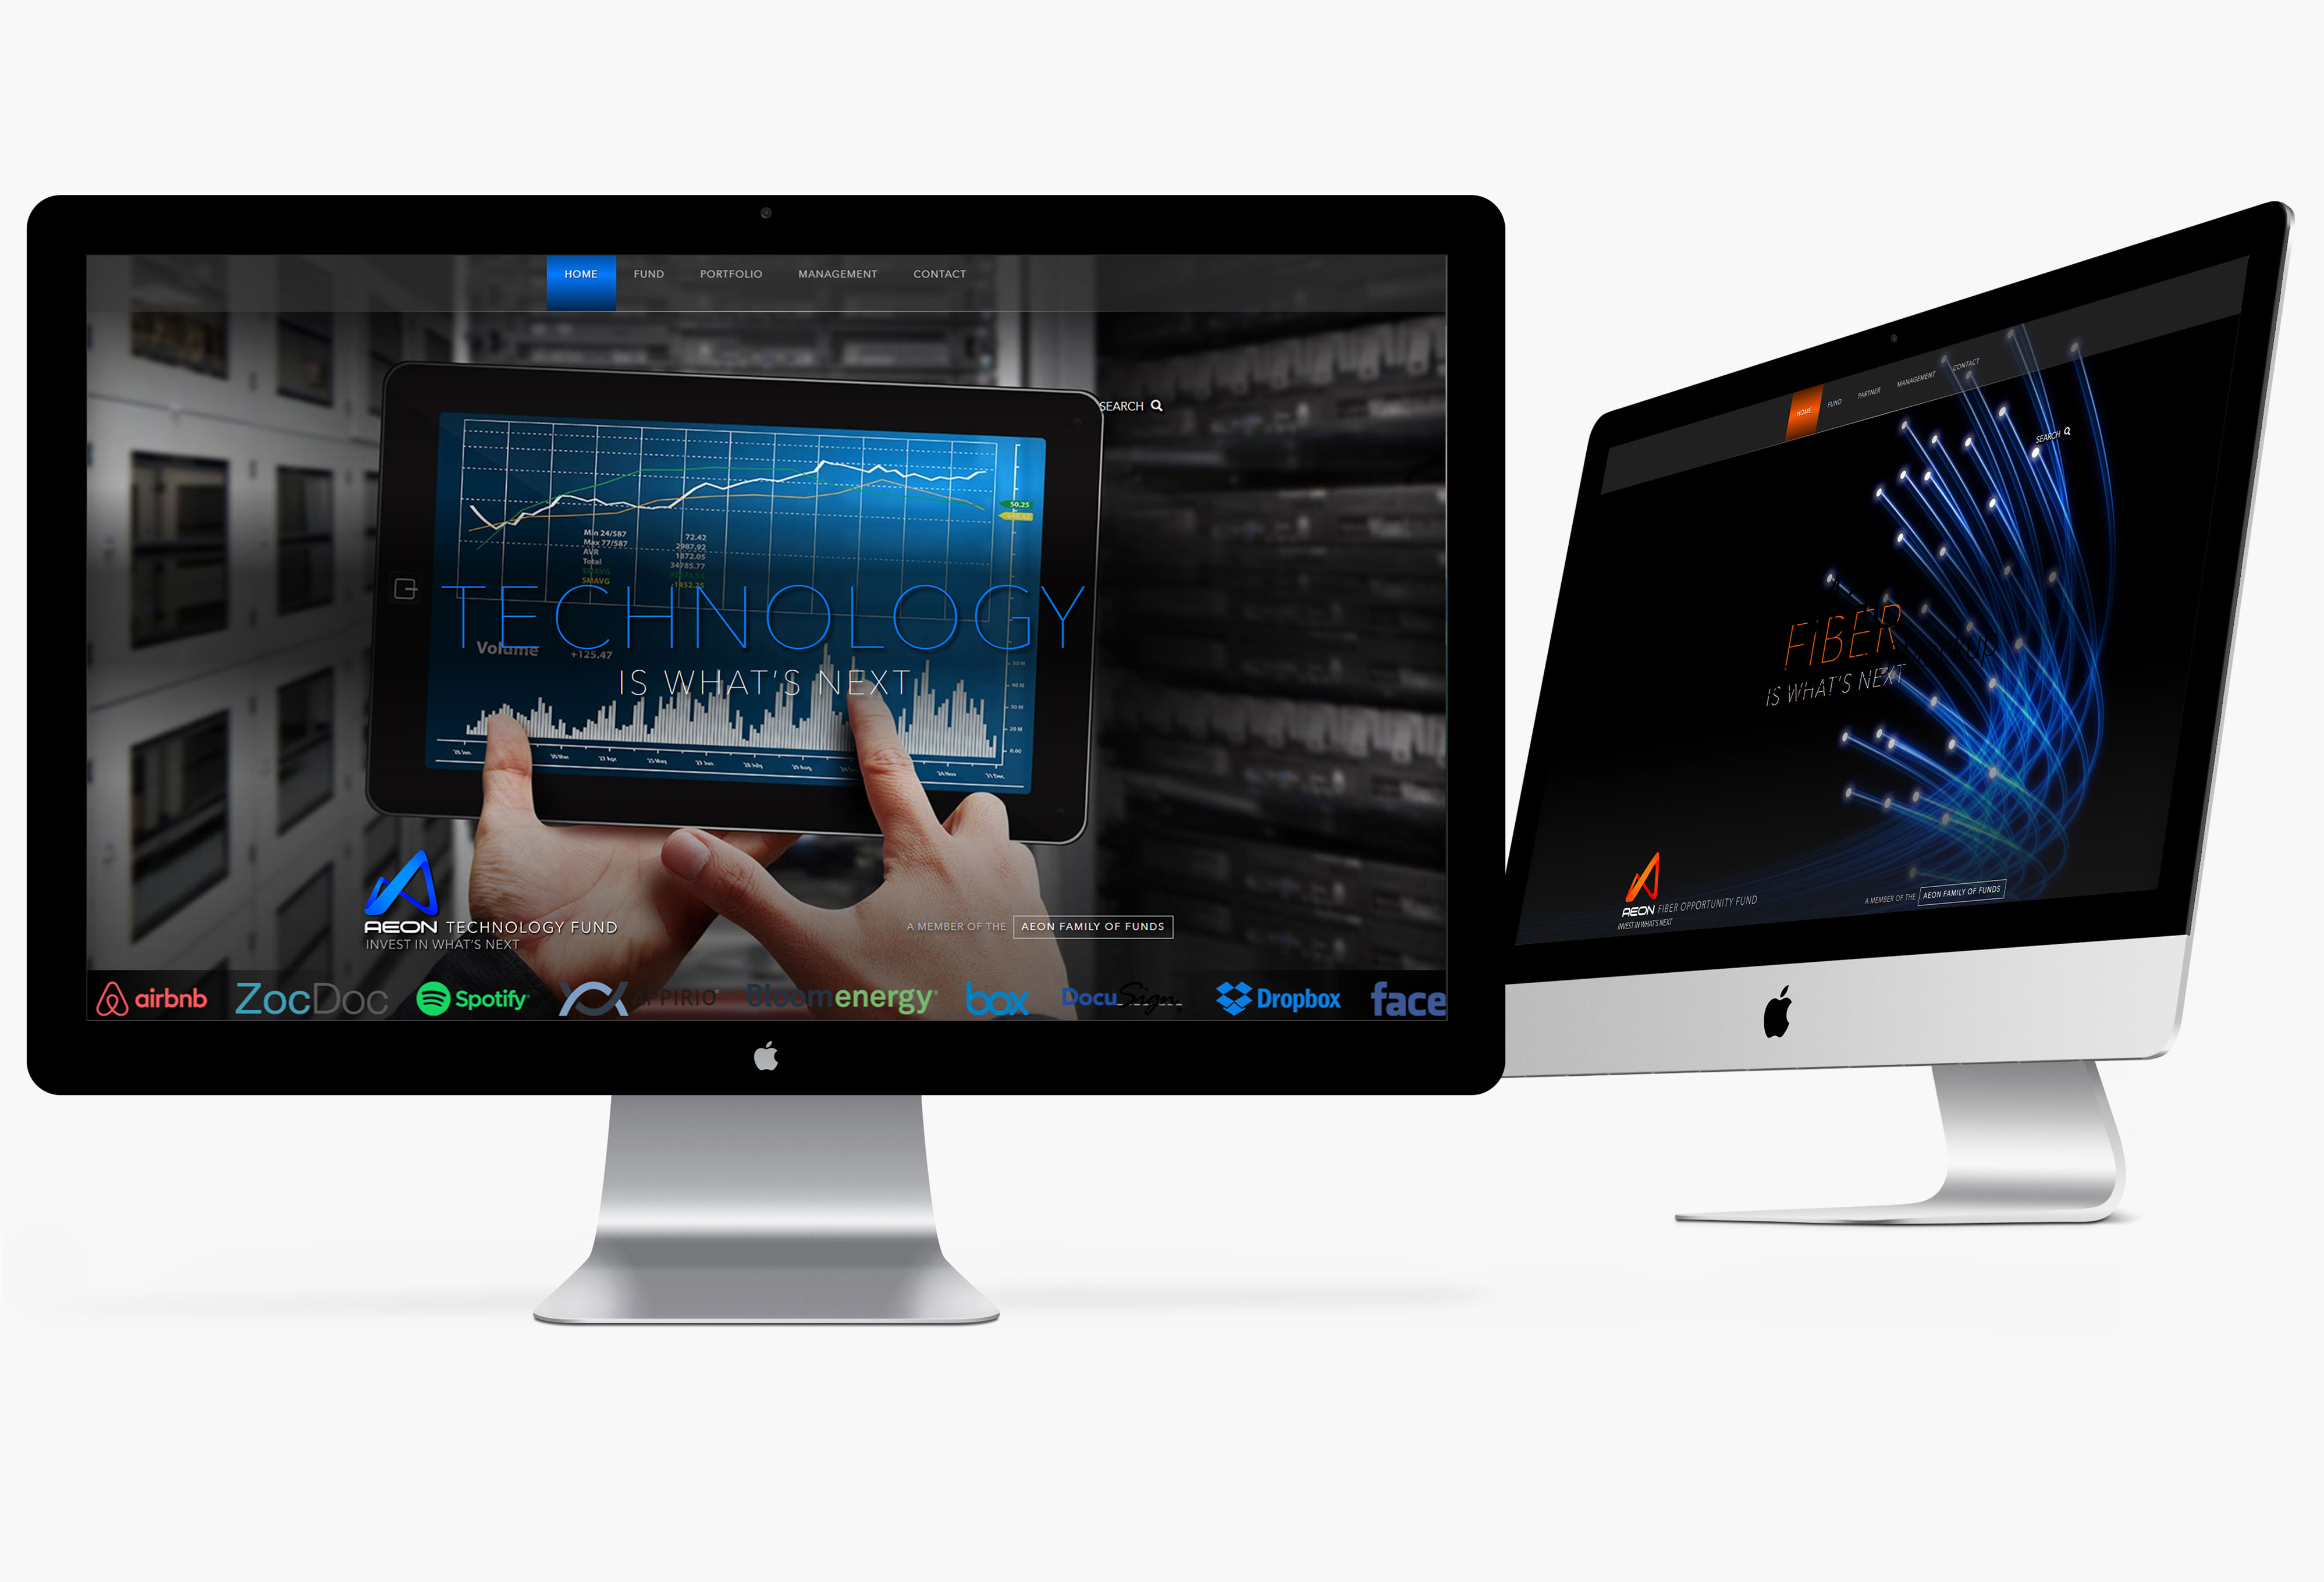 HOME FUND PORTFOLIO MANAGEMENT CONTACT
SEARCH
50.25
Min 24/587 72.42
Max 77/587 2987.92
AVR 1872.05
Total 34785.77
SMAVG
SMAVG -1452.25
TECHNOLOGY
Volume +125.47
IS WHAT'S NEXT
AEON TECHNOLOGY FUND
INVEST IN WHAT'S NEXT
A MEMBER OF THE AEON FAMILY OF FUNDS
airbnb ZocDoc Spotify APPIRIO Bloomenergy box DocuSign Dropbox face
HOME FUND PARTNER MANAGEMENT CONTACT
SEARCH
FIBER
IS WHAT'S NEXT
AEON FIBER OPPORTUNITY FUND
INVEST IN WHAT'S NEXT
A MEMBER OF THE AEON FAMILY OF FUNDS